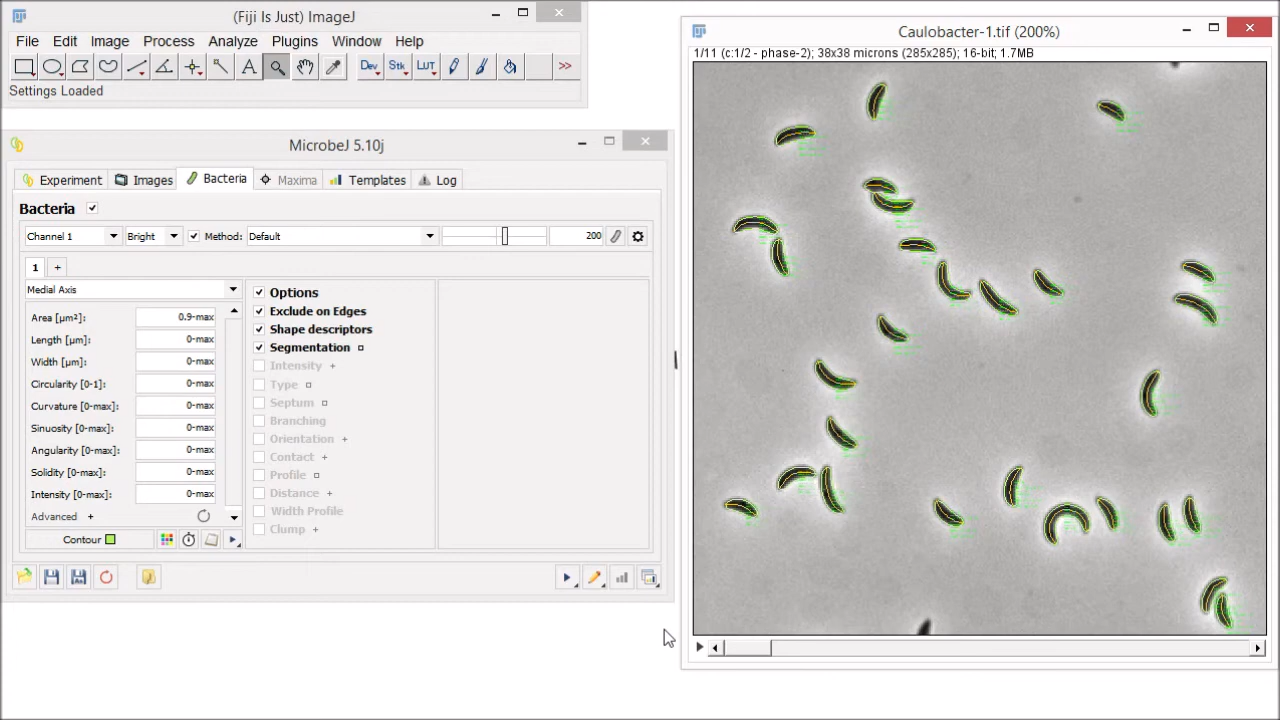 (Fiji Is Just) ImageJ
File Edit Image Process Analyze Plugins Window Help
A Dev Stk LUT >>
Settings Loaded
MicrobeJ 5.10j
Experiment Images Bacteria Maxima Templates Log
Bacteria
Channel 1 Bright Method: Default 200
1 +
Medial Axis
Area [µm²]: 0.9-max
Length [µm]: 0-max
Width [µm]: 0-max
Circularity [0-1]: 0-max
Curvature [0-max]: 0-max
Sinuosity [0-max]: 0-max
Angularity [0-max]: 0-max
Solidity [0-max]: 0-max
Intensity [0-max]: 0-max
Advanced +
Contour
Options
Exclude on Edges
Shape descriptors
Segmentation
Intensity +
Type
Septum
Branching
Orientation +
Contact +
Profile
Distance +
Width Profile
Clump +
Caulobacter-1.tif (200%)
1/11 (c:1/2 - phase-2); 38x38 microns (285x285); 16-bit; 1.7MB